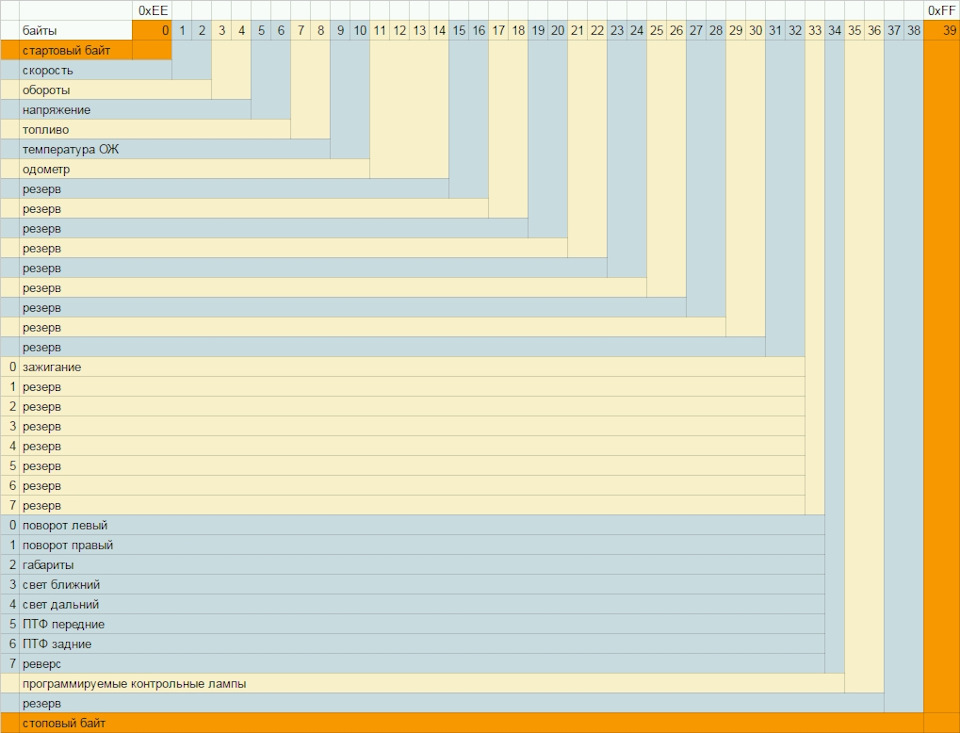 0xEE 0xFF
байты 0 1 2 3 4 5 6 7 8 9 10 11 12 13 14 15 16 17 18 19 20 21 22 23 24 25 26 27 28 29 30 31 32 33 34 35 36 37 38 39
стартовый байт
скорость
обороты
напряжение
топливо
температура ОЖ
одометр
резерв
резерв
резерв
резерв
резерв
резерв
резерв
резерв
резерв
0 зажигание
1 резерв
2 резерв
3 резерв
4 резерв
5 резерв
6 резерв
7 резерв
0 поворот левый
1 поворот правый
2 габариты
3 свет ближний
4 свет дальний
5 ПТФ передние
6 ПТФ задние
7 реверс
программируемые контрольные лампы
резерв
стоповый байт